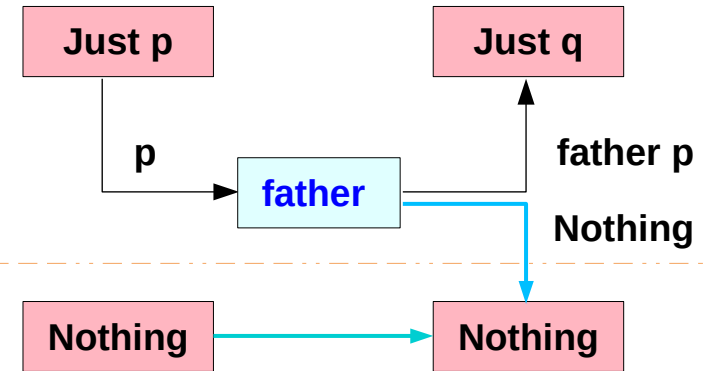 Just p
Just q
p
father p
father
Nothing
Nothing
Nothing